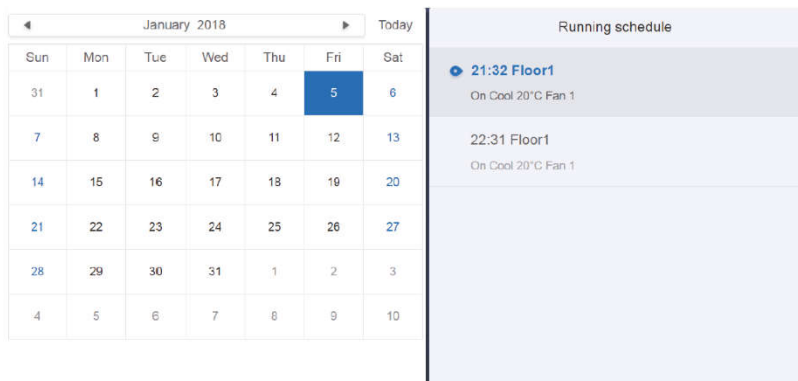 January 2018 Today
Sun Mon Tue Wed Thu Fri Sat
31 1 2 3 4 5 6
7 8 9 10 11 12 13
14 15 16 17 18 19 20
21 22 23 24 25 26 27
28 29 30 31 1 2 3
4 5 6 7 8 9 10
Running schedule
21:32 Floor1
On Cool 20°C Fan 1
22:31 Floor1
On Cool 20°C Fan 1